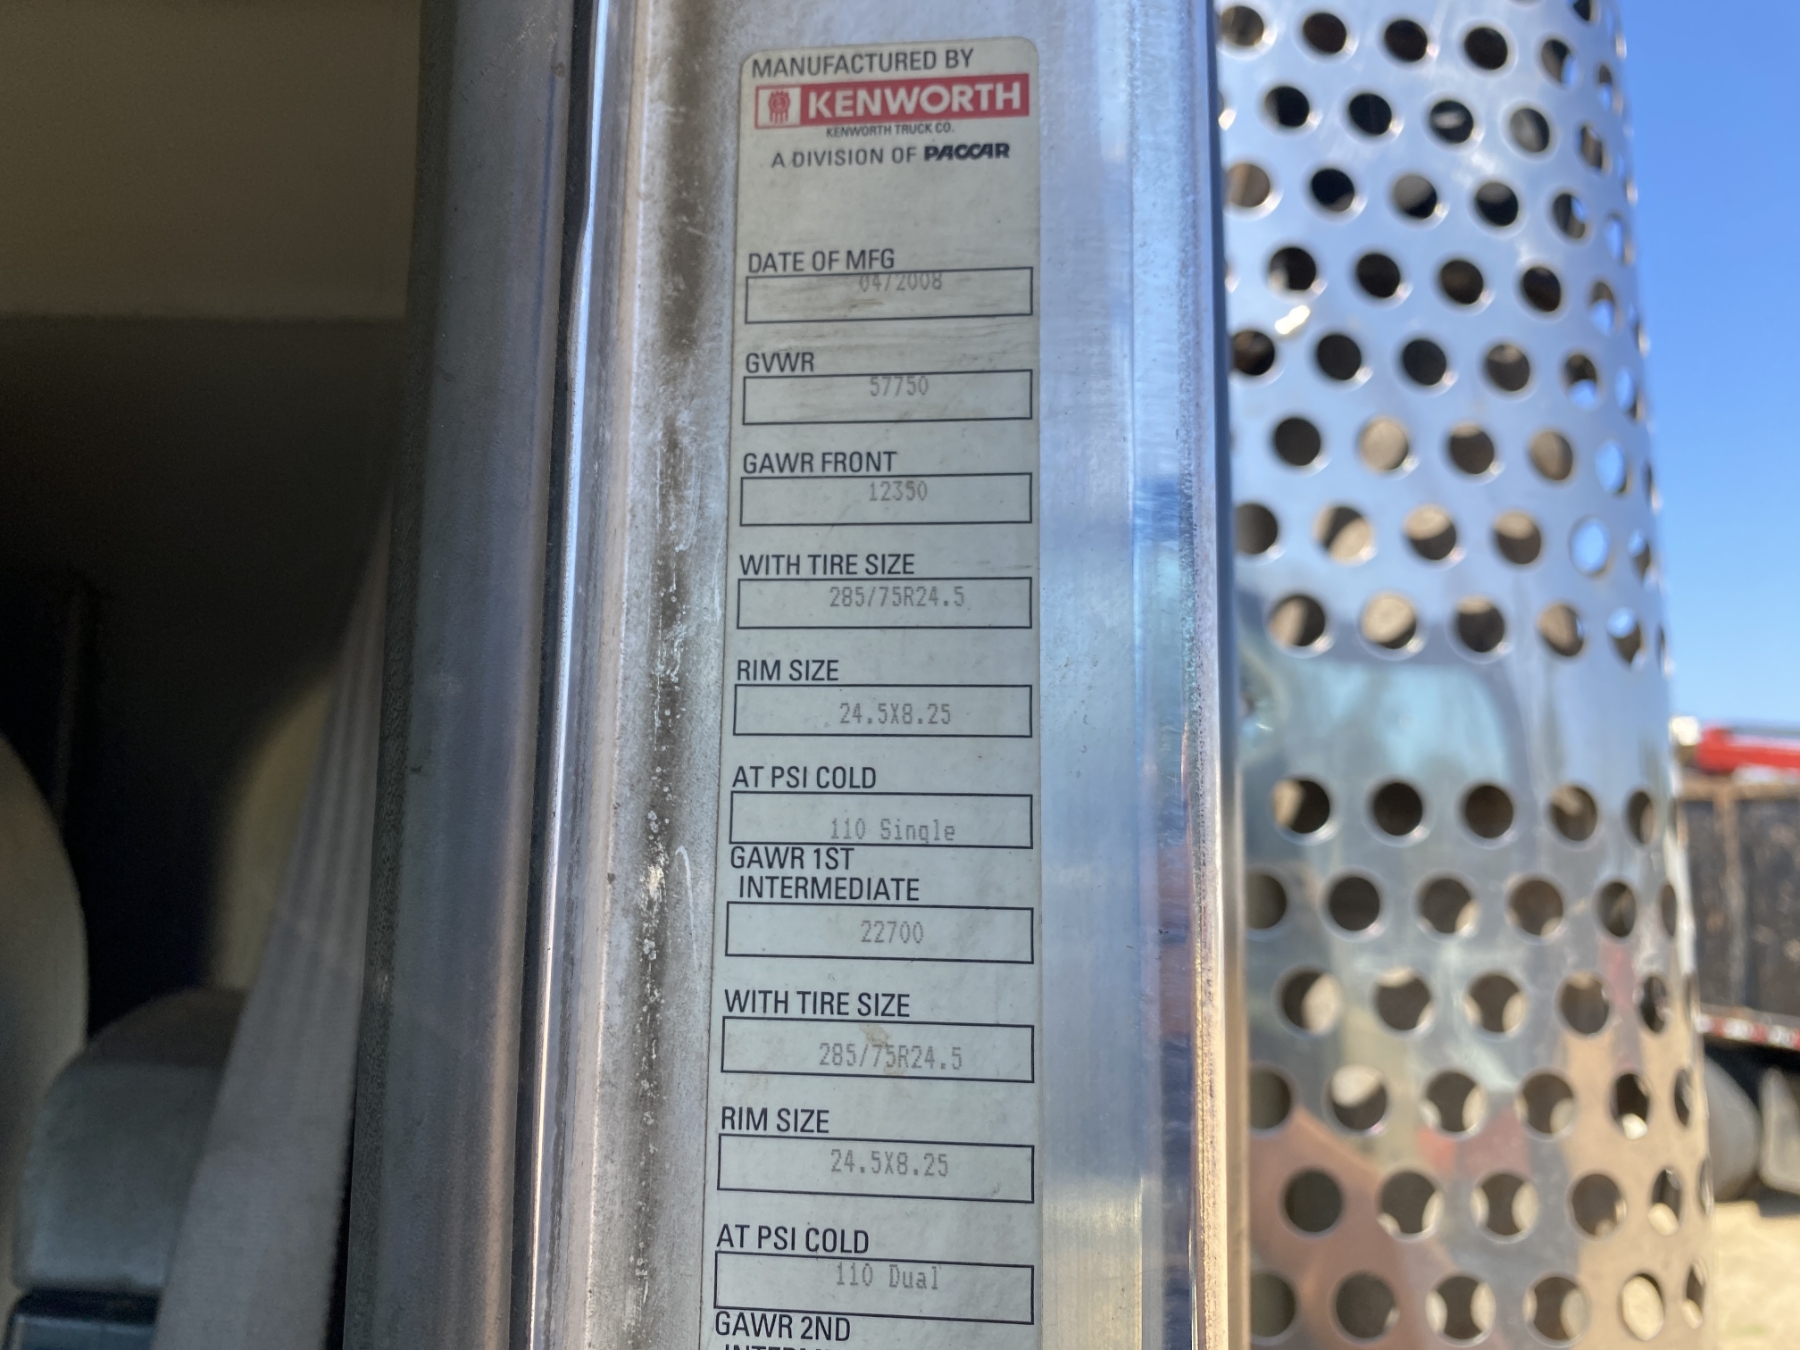 MANUFACTURED BY
KENWORTH
KENWORTH TRUCK CO.
A DIVISION OF PACCAR
DATE OF MFG
04/2008
GVWR
57750
GAWR FRONT
12350
WITH TIRE SIZE
285/75R24.5
RIM SIZE
24.5X8.25
AT PSI COLD
110 Single
GAWR 1ST
INTERMEDIATE
22700
WITH TIRE SIZE
285/75R24.5
RIM SIZE
24.5X8.25
AT PSI COLD
110 Dual
GAWR 2ND